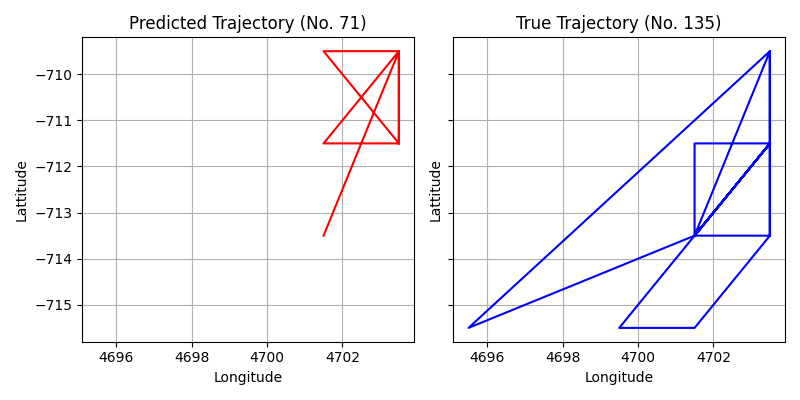 Predicted Trajectory (No. 71)
True Trajectory (No. 135)
Lattitude
−710
−711
−712
−713
−714
−715
4696
4698
4700
4702
Longitude
Lattitude
4696
4698
4700
4702
Longitude